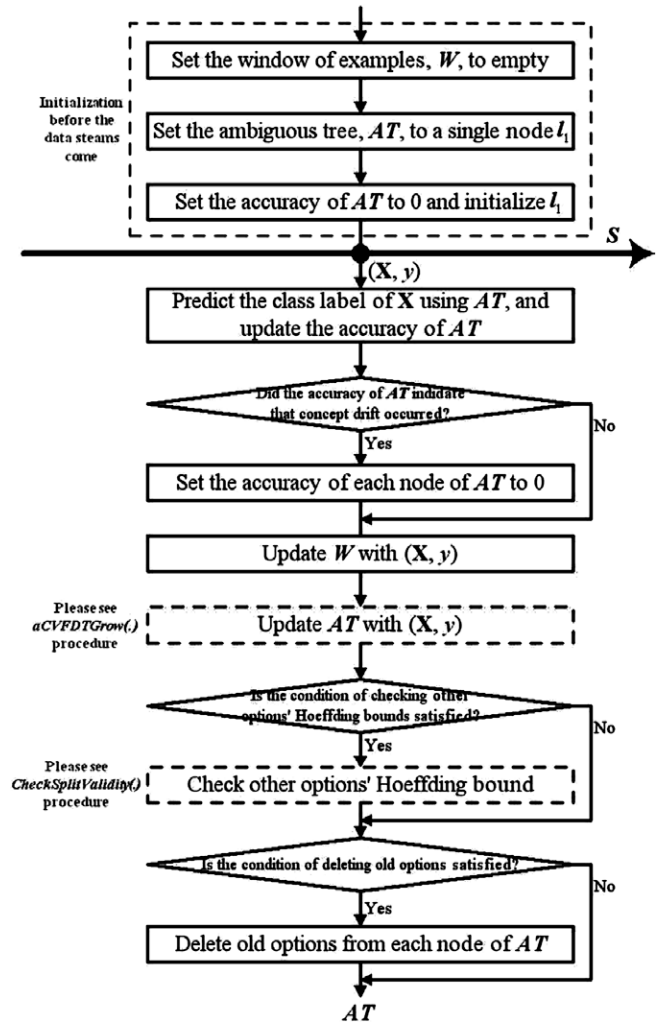 Set the window of examples, W, to empty
Initialization
before the
data steams
come
Set the ambiguous tree, AT, to a single node l₁
Set the accuracy of AT to 0 and initialize l₁
S
(X, y)
Predict the class label of X using AT, and
update the accuracy of AT
Did the accuracy of AT indidate
that concept drift occurred?
No
Yes
Set the accuracy of each node of AT to 0
Update W with (X, y)
Please see
aCVFDTGrow(.)
procedure
Update AT with (X, y)
Is the condition of checking other
options' Hoeffding bounds satisfied?
No
Yes
Please see
CheckSplitValidity(.)
procedure
Check other options' Hoeffding bound
Is the condition of deleting old options satisfied?
No
Yes
Delete old options from each node of AT
AT